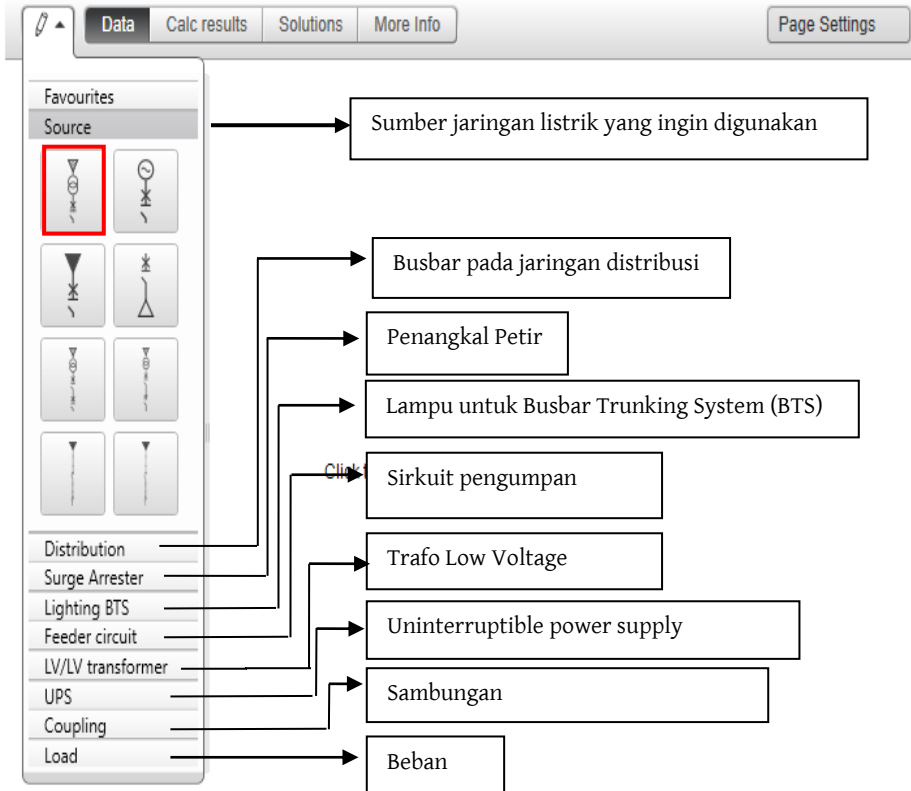 Data Calc results Solutions More Info Page Settings
Favourites
Source
Sumber jaringan listrik yang ingin digunakan
Busbar pada jaringan distribusi
Penangkal Petir
Lampu untuk Busbar Trunking System (BTS)
Click
Sirkuit pengumpan
Trafo Low Voltage
Uninterruptible power supply
Sambungan
Beban
Distribution
Surge Arrester
Lighting BTS
Feeder circuit
LV/LV transformer
UPS
Coupling
Load